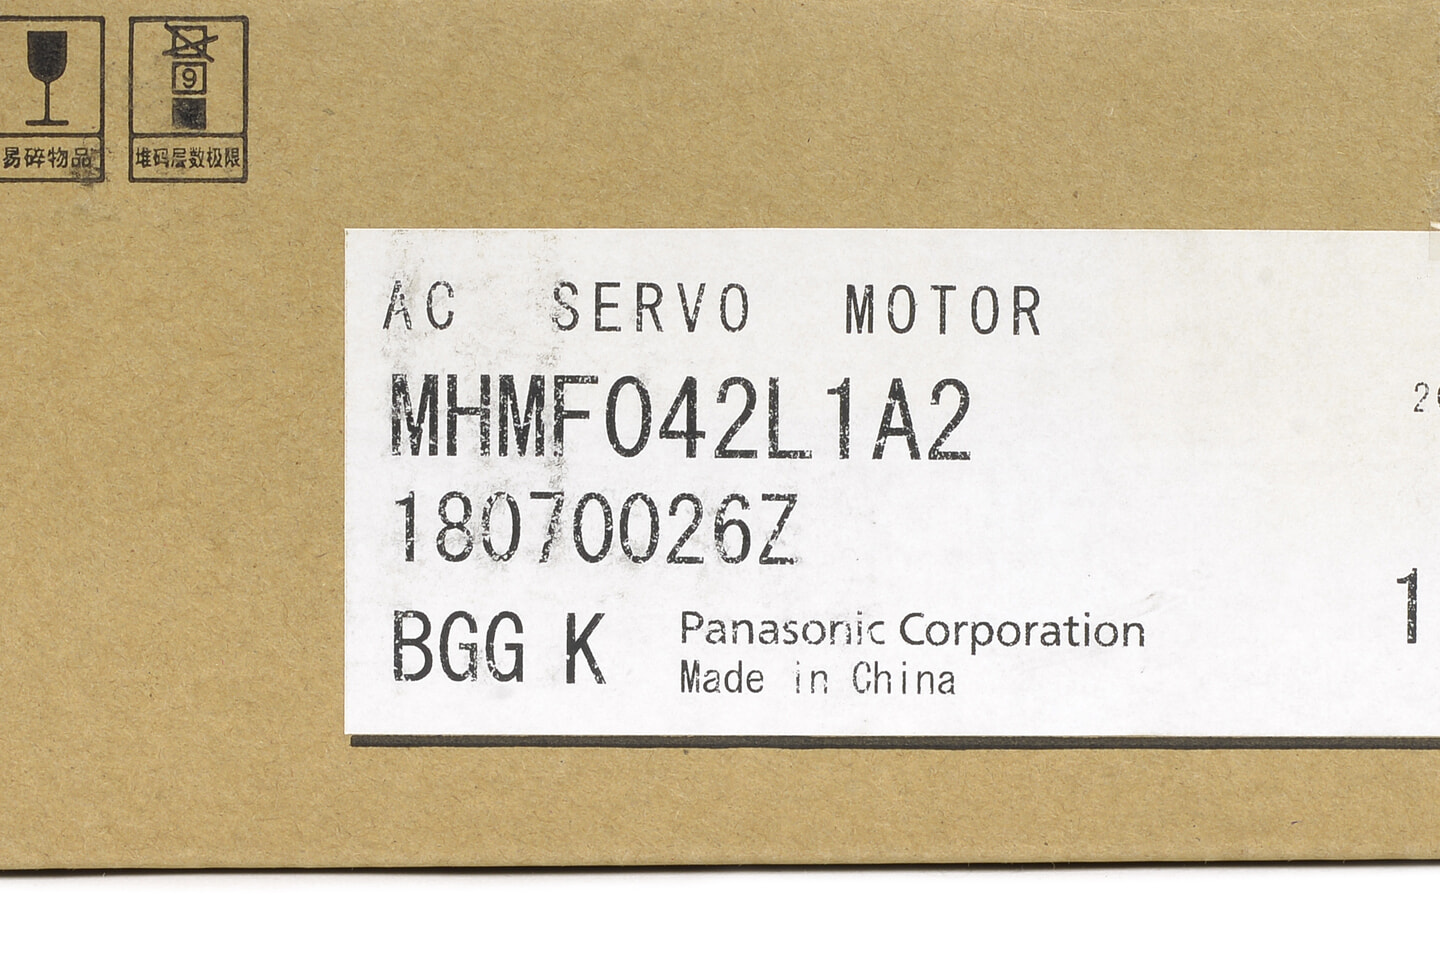 9
易碎物品
堆码层数极限
AC SERVO MOTOR
MHMF042L1A2
18070026Z
BGG K
Panasonic Corporation
Made in China
1